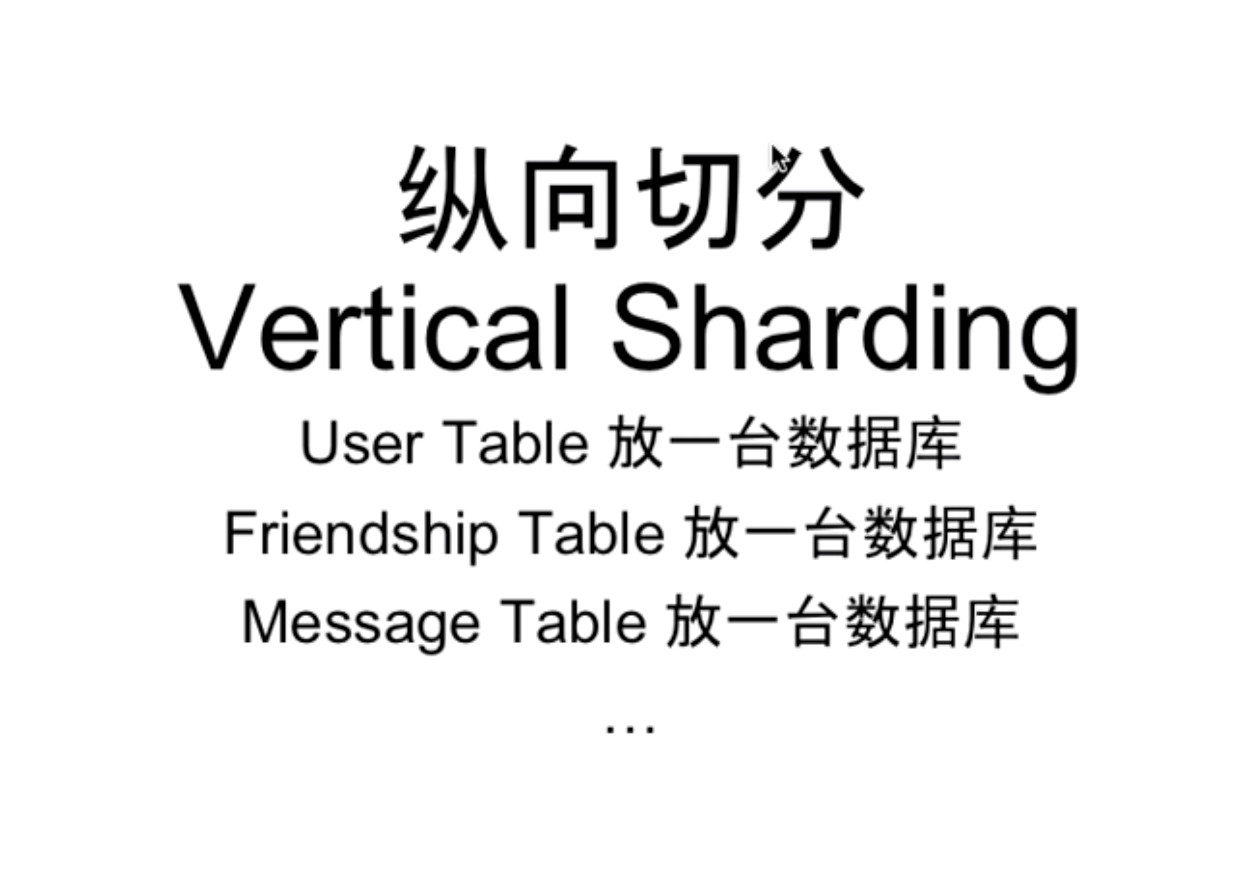 纵向切分
Vertical Sharding
User Table 放一台数据库
Friendship Table 放一台数据库
Message Table 放一台数据库
...